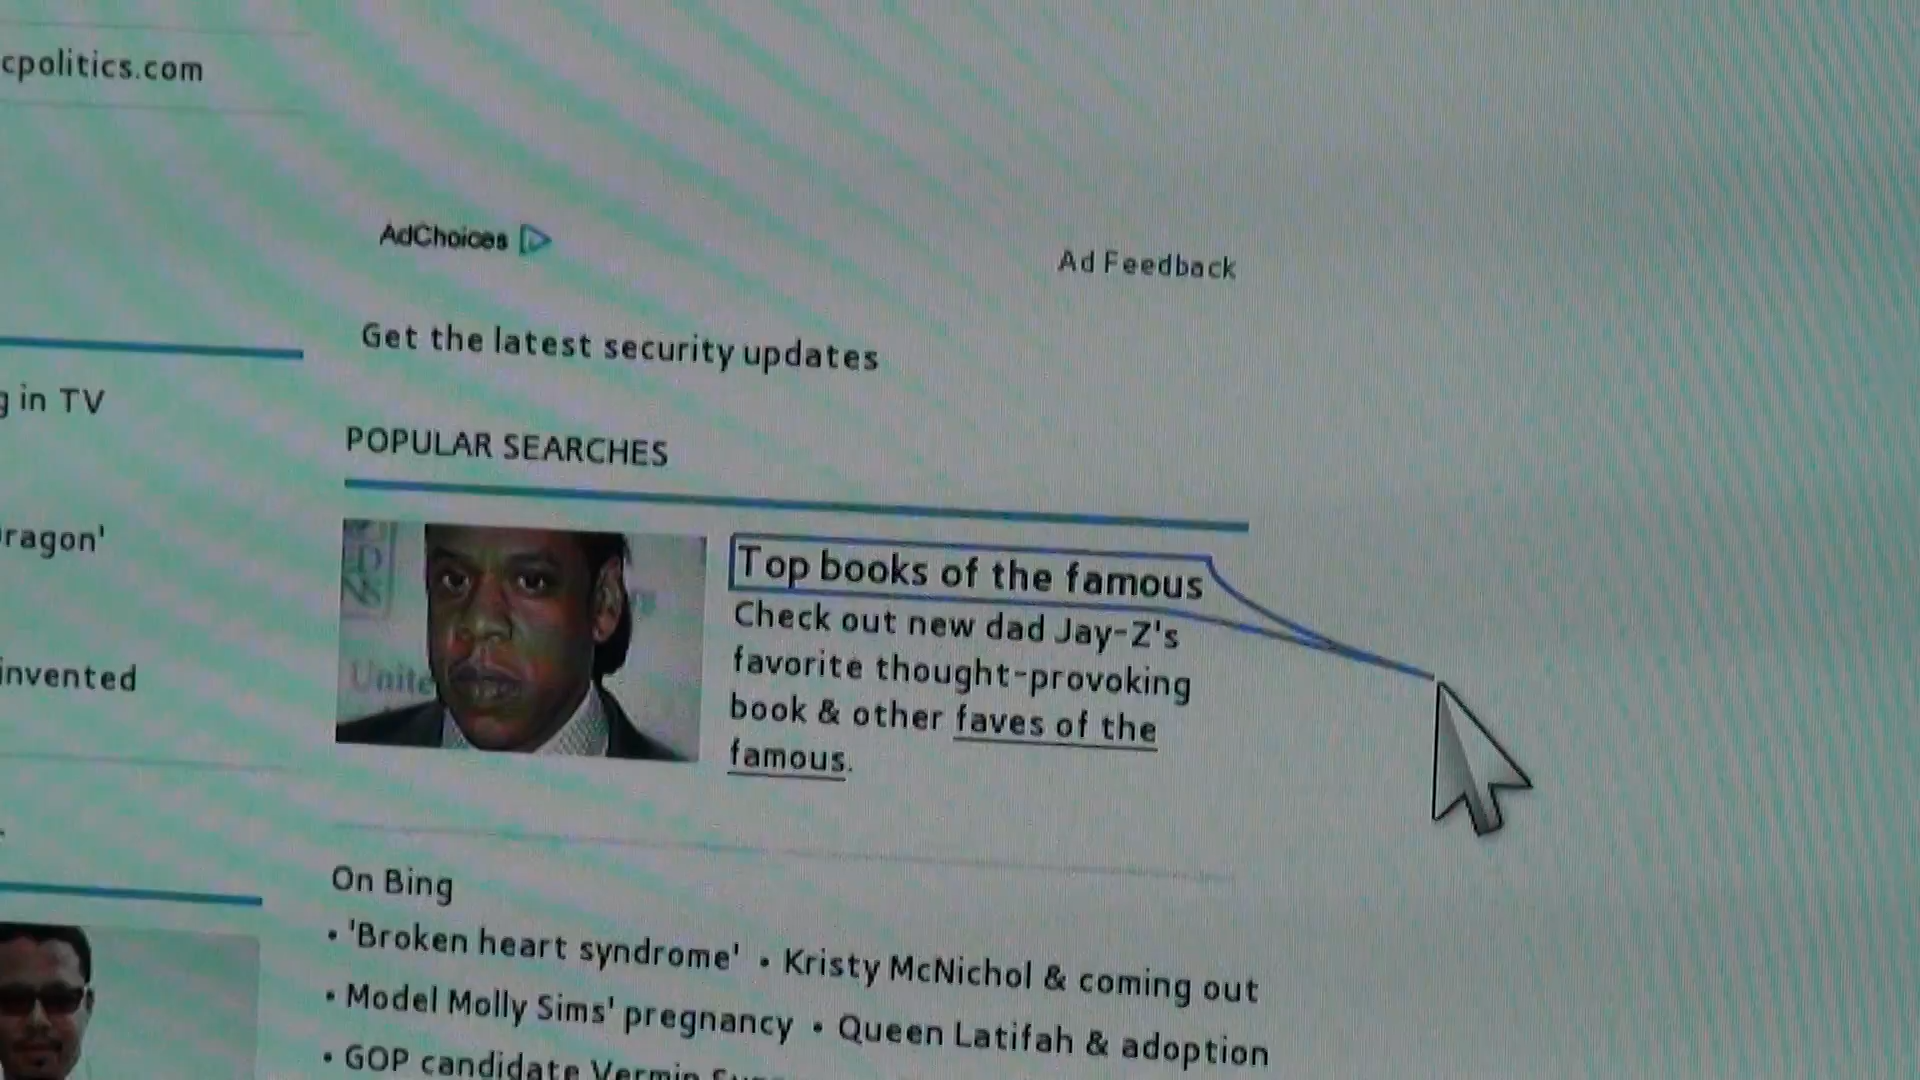 cpolitics.com
AdChoices
Ad Feedback
Get the latest security updates
g in TV
POPULAR SEARCHES
ragon'
Top books of the famous
Check out new dad Jay-Z's
favorite thought-provoking
book & other faves of the
famous.
invented
Unite
On Bing
• 'Broken heart syndrome' • Kristy McNichol & coming out
• Model Molly Sims' pregnancy • Queen Latifah & adoption
• GOP candidate Vermin